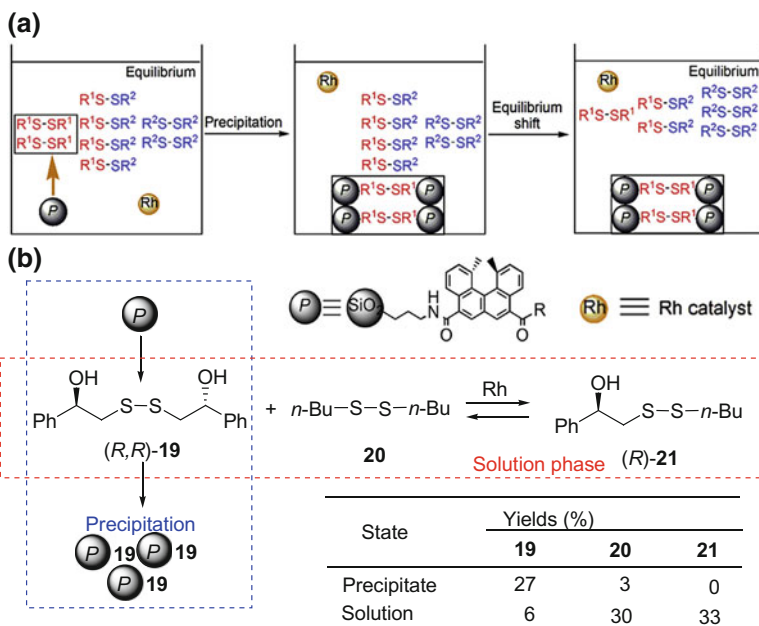 (a)
Equilibrium
R¹S-SR²
R¹S-SR¹ R¹S-SR² R²S-SR²
R¹S-SR¹ R¹S-SR² R²S-SR²
R¹S-SR²
P
Rh
Precipitation
Rh
R¹S-SR²
R¹S-SR² R²S-SR²
R¹S-SR² R²S-SR²
R¹S-SR²
P R¹S-SR¹ P
P R¹S-SR¹ P
Equilibrium shift
Rh
Equilibrium
R²S-SR²
R¹S-SR¹ R¹S-SR² R²S-SR²
R¹S-SR² R²S-SR²
P R¹S-SR¹ P
P R¹S-SR¹ P
(b)
P
P ≡ SiO₂ NH O O R
Rh ≡ Rh catalyst
OH OH
Ph S-S Ph
(R,R)-19
+ n-Bu-S-S-n-Bu
20
Rh
OH
Ph S-S-n-Bu
(R)-21
Solution phase
Precipitation
P 19 P 19
P 19
State Yields (%)
19 20 21
Precipitate 27 3 0
Solution 6 30 33